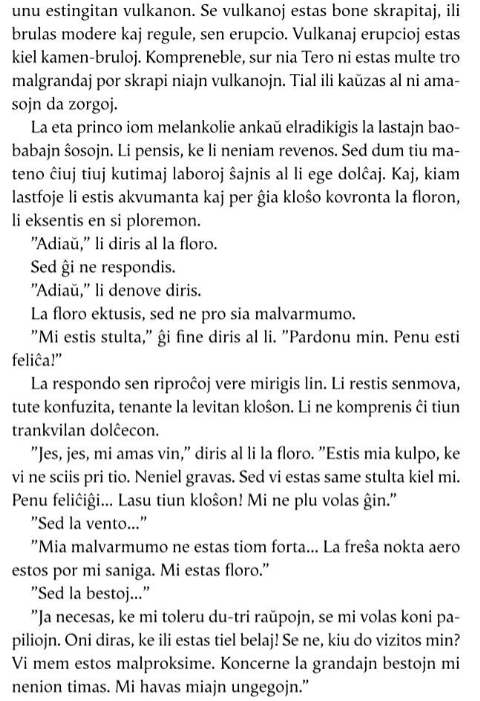 unu estingitan vulkanon. Se vulkanoj estas bone skrapitaj, ili
brulas modere kaj regule, sen erupcio. Vulkanaj erupcioj estas
kiel kamen-bruloj. Kompreneble, sur nia Tero ni estas multe tro
malgrandaj por skrapi niajn vulkanojn. Tial ili kaŭzas al ni ama-
sojn da zorgoj.
La eta princo iom melankolie ankaŭ elradikigis la lastajn bao-
babajn ŝosojn. Li pensis, ke li neniam revenos. Sed dum tiu ma-
teno ĉiuj tiuj kutimaj laboroj ŝajnis al li ege dolĉaj. Kaj, kiam
lastfoje li estis akvumanta kaj per ĝia kloŝo kovronta la floron,
li eksentis en si ploremon.
”Adiaŭ,” li diris al la floro.
Sed ĝi ne respondis.
”Adiaŭ,” li denove diris.
La floro ektusis, sed ne pro sia malvarmumo.
”Mi estis stulta,” ĝi fine diris al li. ”Pardonu min. Penu esti
feliĉa!”
La respondo sen riproĉoj vere mirigis lin. Li restis senmova,
tute konfuzita, tenante la levitan kloŝon. Li ne komprenis ĉi tiun
trankvilan dolĉecon.
”Jes, jes, mi amas vin,” diris al li la floro. ”Estis mia kulpo, ke
vi ne sciis pri tio. Neniel gravas. Sed vi estas same stulta kiel mi.
Penu feliĉiĝi... Lasu tiun kloŝon! Mi ne plu volas ĝin.”
”Sed la vento...”
”Mia malvarmumo ne estas tiom forta... La freŝa nokta aero
estos por mi saniga. Mi estas floro.”
”Sed la bestoj...”
”Ja necesas, ke mi toleru du-tri raŭpojn, se mi volas koni pa-
piliojn. Oni diras, ke ili estas tiel belaj! Se ne, kiu do vizitos min?
Vi mem estos malproksime. Koncerne la grandajn bestojn mi
nenion timas. Mi havas miajn ungegojn.”